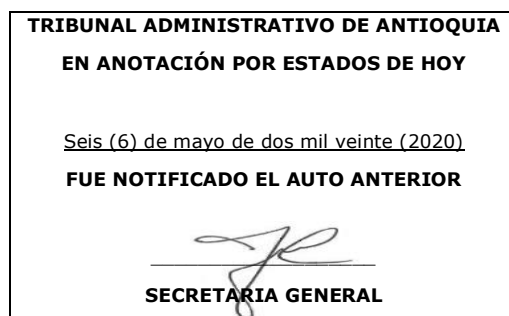 TRIBUNAL ADMINISTRATIVO DE ANTIOQUIA
EN ANOTACIÓN POR ESTADOS DE HOY
Seis (6) de mayo de dos mil veinte (2020)
FUE NOTIFICADO EL AUTO ANTERIOR
SECRETARIA GENERAL